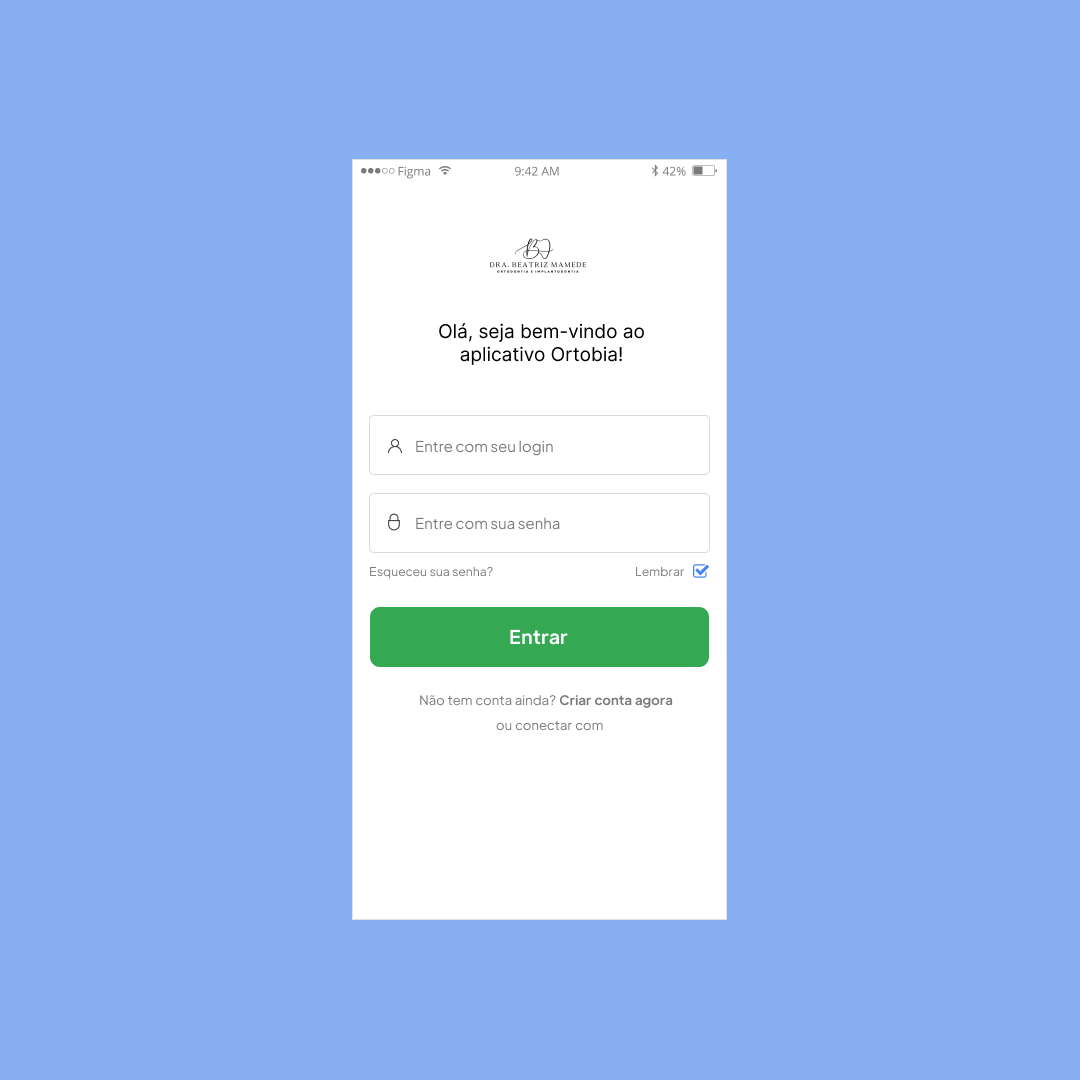 Figma 9:42 AM 42%
DRA. BEATRIZ MAMEDE
ORTODONTIA E IMPLANTODONTIA
Olá, seja bem-vindo ao
aplicativo Ortobia!
Entre com seu login
Entre com sua senha
Esqueceu sua senha? Lembrar
Entrar
Não tem conta ainda? Criar conta agora
ou conectar com